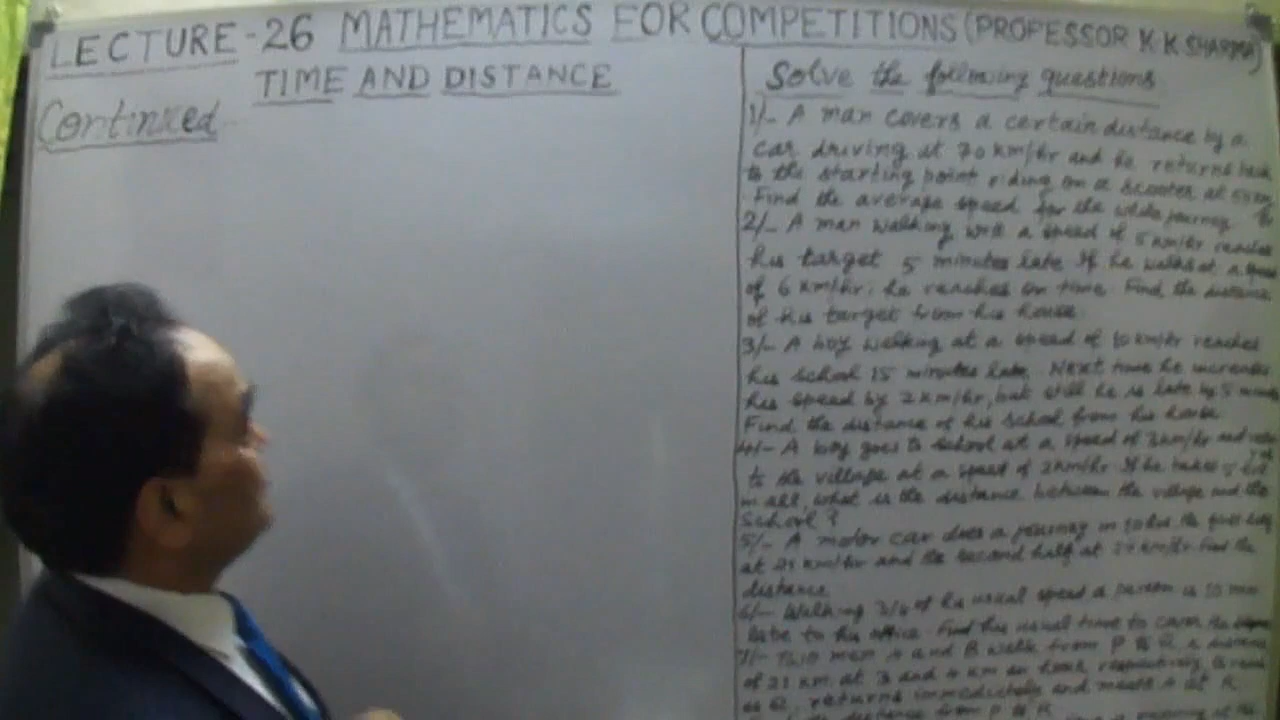 LECTURE-26 MATHEMATICS FOR COMPETITIONS (PROFESSOR K K SHARMA)
TIME AND DISTANCE
Continued
Solve the following questions
1/- A man covers a certain distance by a
car driving at 70 km/hr and he returns back
to the starting point riding on a scooter at
Find the average speed for the whole journey
2/- A man walking with a speed of 5 km/hr reaches
his target 5 minutes late If he walks at a speed
of 6 km/hr, he reaches on time. Find the distance
of his target from his house.
3/- A boy walking at a speed of 10 km/hr reaches
his school 15 minutes late. Next time he increases
his speed by 2 km/hr, but still he is late by 5 minutes
Find the distance of his school from his house
4/- A boy goes to school at a speed of 3 km/hr and
to the village at a speed of 2 km/hr If he takes 5 hrs
in all, what is the distance between the village and the
School?
5/- A motor car does a journey in 10 hrs the first half
at 21 km/hr and the second half at 24 km/hr Find the
distance
6/- Walking 3/4 of his usual speed a person is 10 min
late to his office. Find his usual time to cover the
7/- Two men A and B walk from P to Q, a distance
of 21 km, at 3 and 4 km an hour respectively. B
Q, returns immediately and meets A at R
distance from P to R